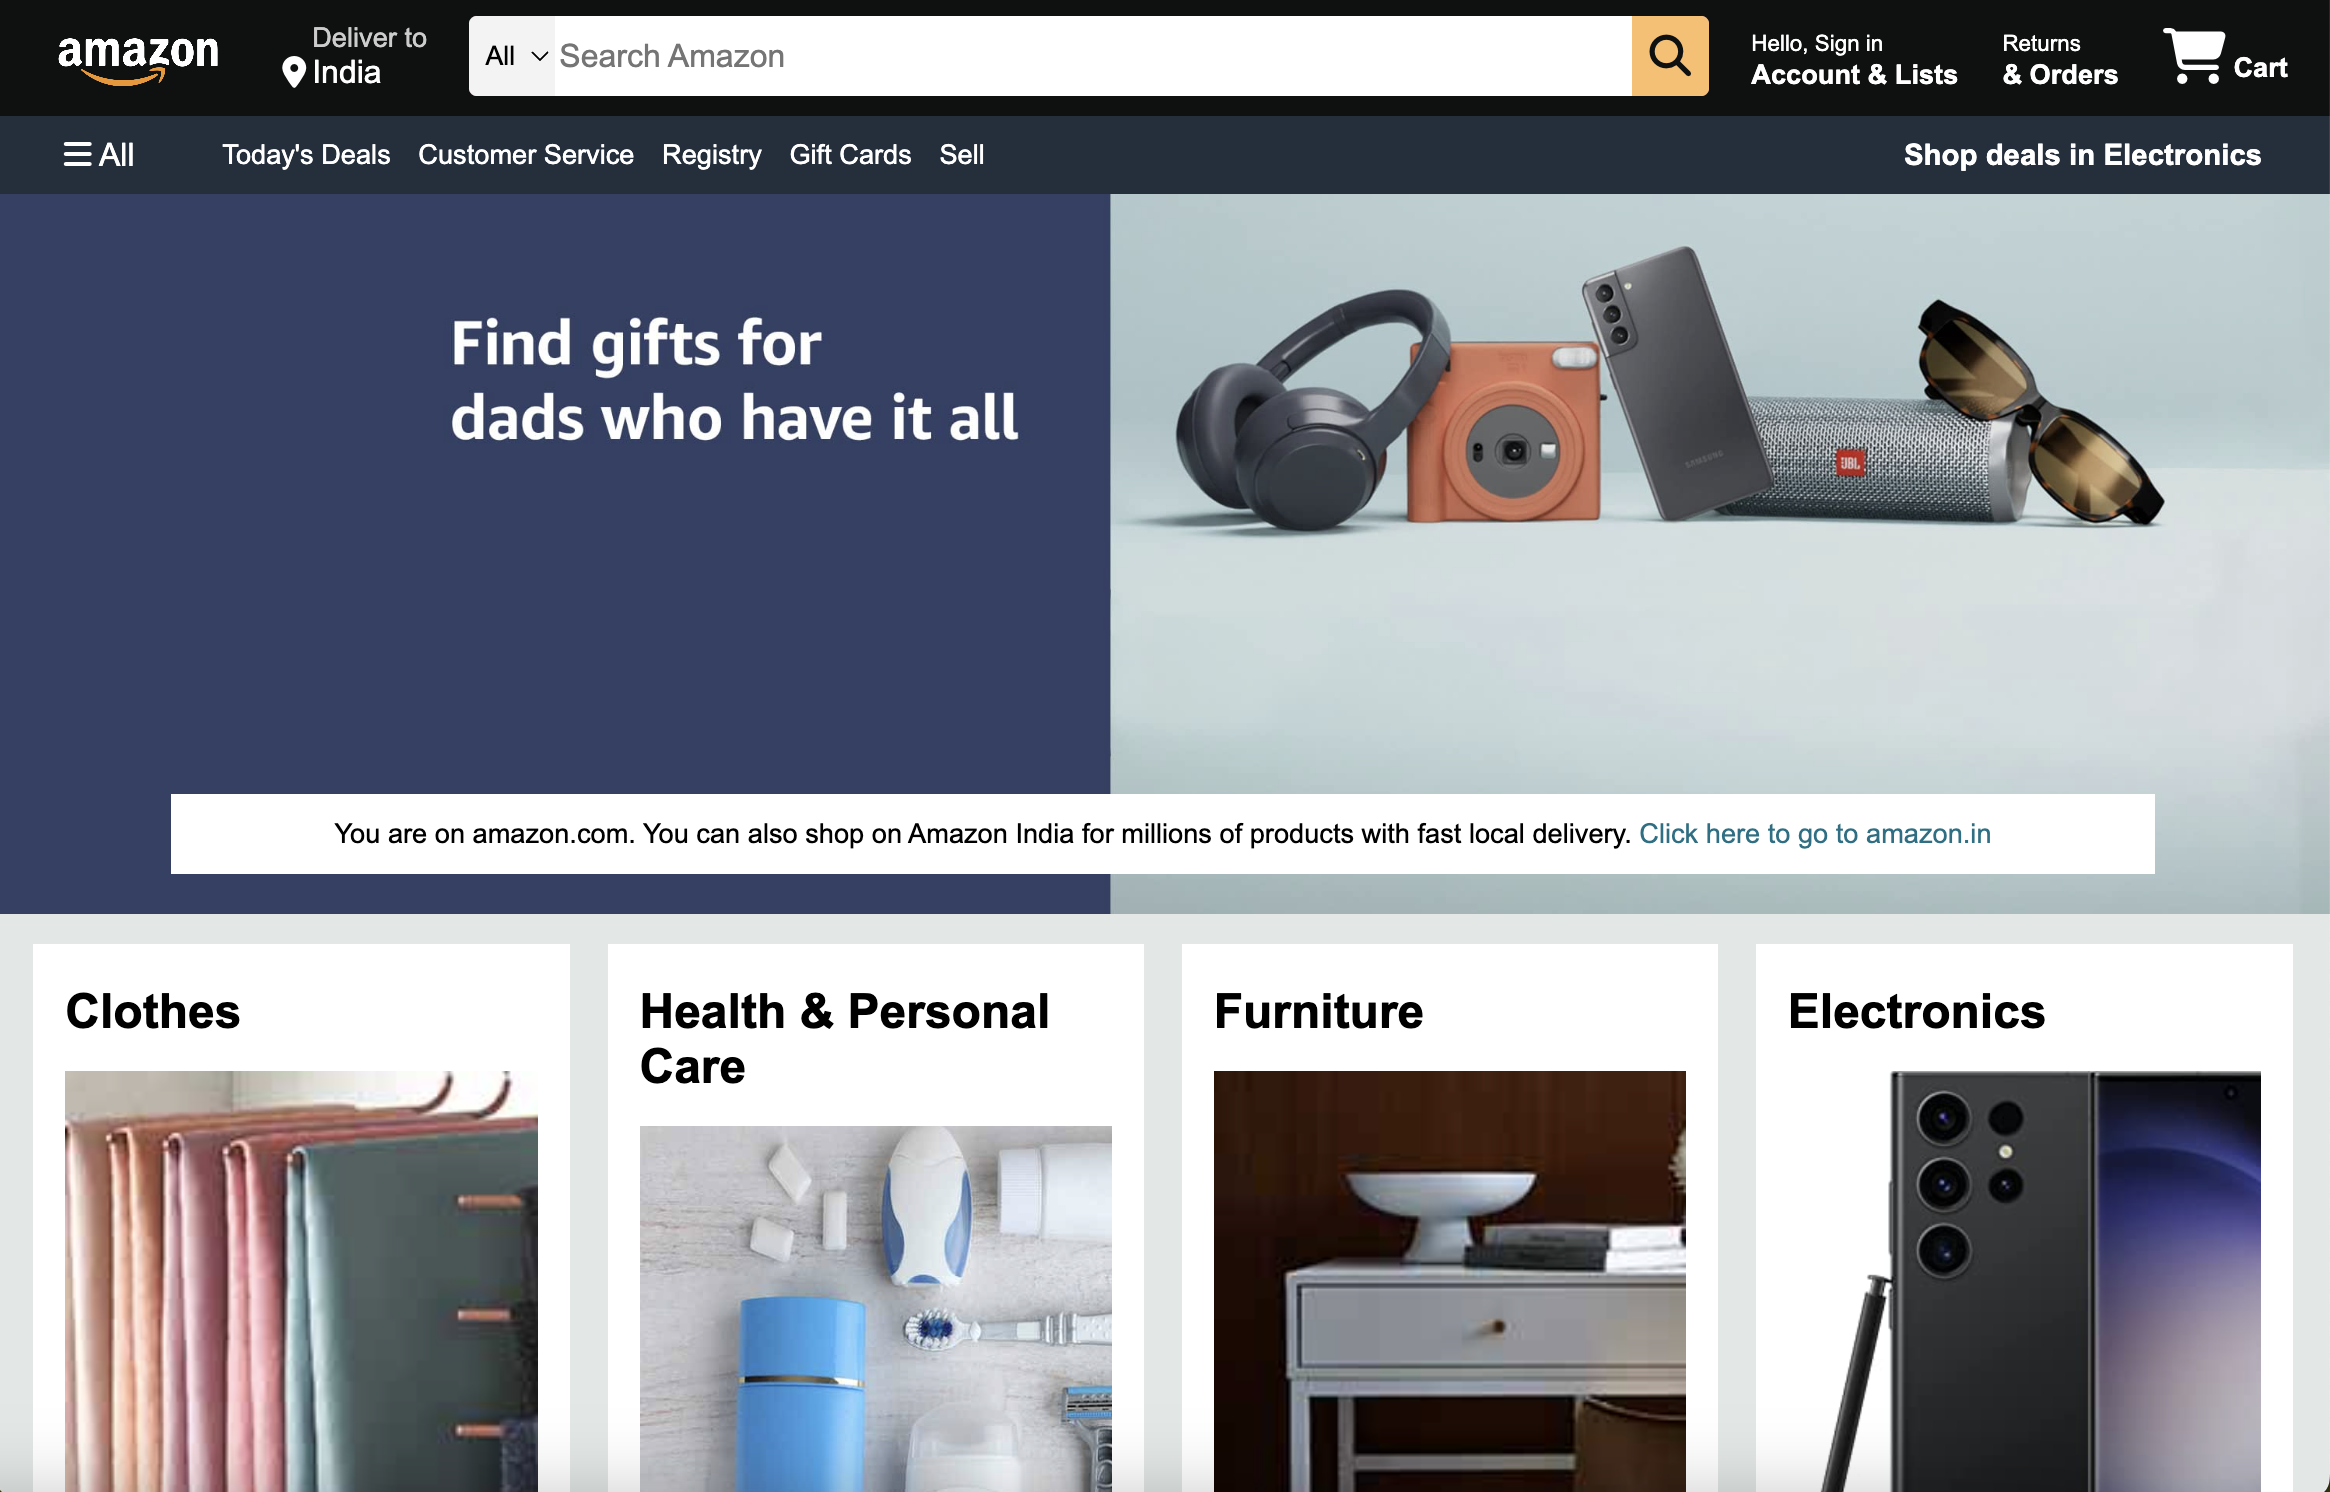 amazon
Deliver to
India
All
Search Amazon
Hello, Sign in
Account & Lists
Returns
& Orders
Cart
All
Today's Deals
Customer Service
Registry
Gift Cards
Sell
Shop deals in Electronics
Find gifts for
dads who have it all
SAMSUNG
JBL
You are on amazon.com. You can also shop on Amazon India for millions of products with fast local delivery. Click here to go to amazon.in
Clothes
Health & Personal
Care
Furniture
Electronics